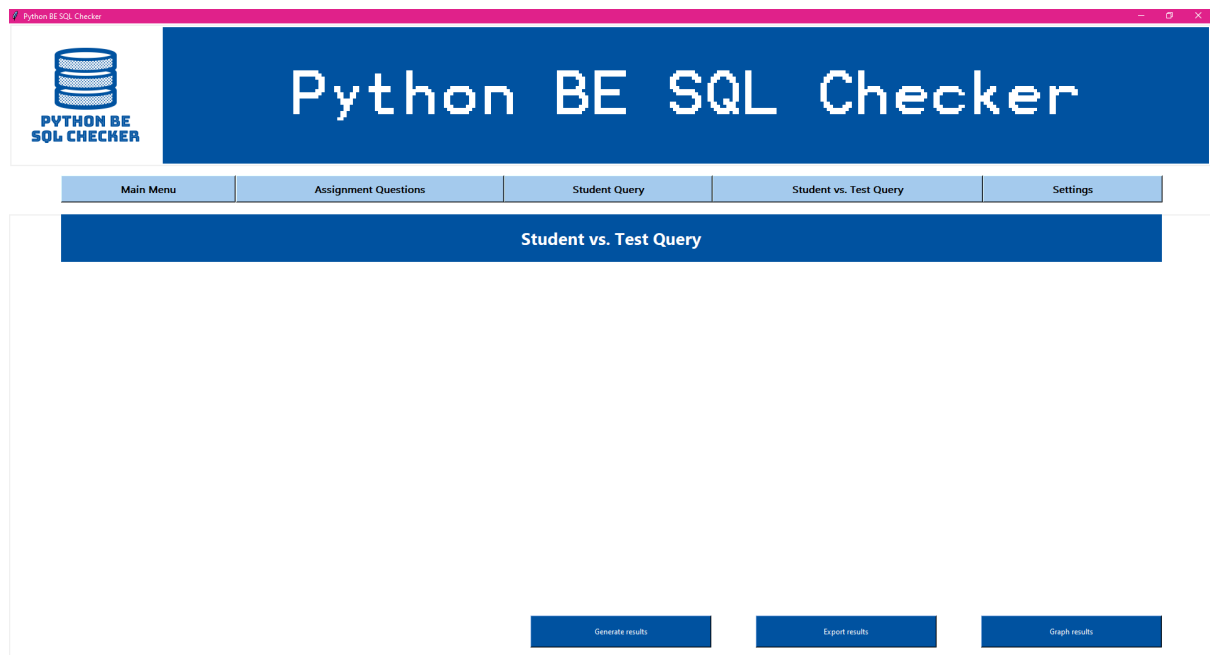 Python BE SQL Checker
PYTHON BE
SQL CHECKER
Python BE SQL Checker
Main Menu Assignment Questions Student Query Student vs. Test Query Settings
Student vs. Test Query
Generate results Export results Graph results